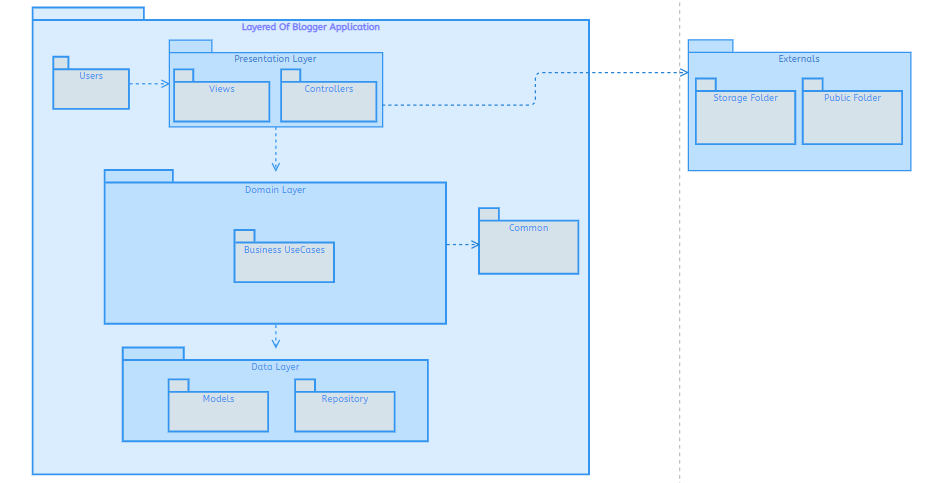 Layered Of Blogger Application
Users
Presentation Layer
Views
Controllers
Externals
Storage Folder
Public Folder
Domain Layer
Business UseCases
Common
Data Layer
Models
Repository